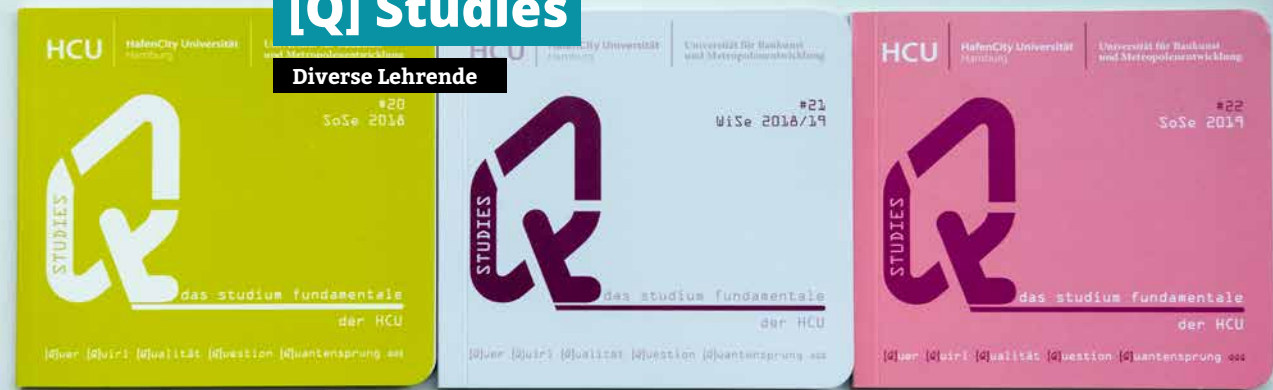 [Q] Studies
Diverse Lehrende
HCU
HafenCity Universität
Hamburg
#20
SoSe 2018
STUDIES
das studium fundamentale
der HCU
[Q]uer [Q]uirl [Q]ualität [Q]uestion [Q]uantensprung
HCU
HafenCity Universität
Hamburg
Universität für Baukunst
und Metropolenentwicklung
#21
WiSe 2018/19
STUDIES
das studium fundamentale
der HCU
[Q]uer [Q]uirl [Q]ualität [Q]uestion [Q]uantensprung
HCU
HafenCity Universität
Hamburg
Universität für Baukunst
und Metropolenentwicklung
#22
SoSe 2019
STUDIES
das studium fundamentale
der HCU
[Q]uer [Q]uirl [Q]ualität [Q]uestion [Q]uantensprung